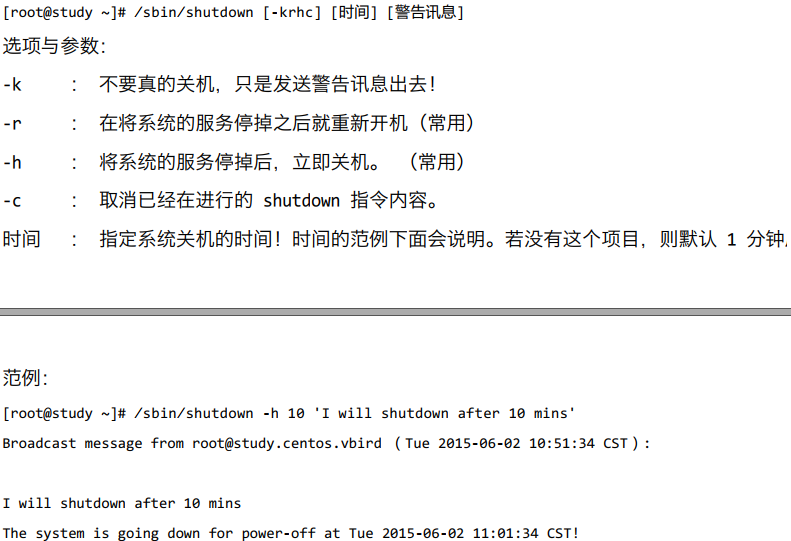 [root@study ~]# /sbin/shutdown [-krhc] [时间] [警告讯息]
选项与参数：
-k ： 不要真的关机，只是发送警告讯息出去！
-r ： 在将系统的服务停掉之后就重新开机（常用）
-h ： 将系统的服务停掉后，立即关机。 （常用）
-c ： 取消已经在进行的 shutdown 指令内容。
时间 ： 指定系统关机的时间！时间的范例下面会说明。若没有这个项目，则默认 1 分钟
范例：
[root@study ~]# /sbin/shutdown -h 10 'I will shutdown after 10 mins'
Broadcast message from root@study.centos.vbird （Tue 2015-06-02 10:51:34 CST）:
I will shutdown after 10 mins
The system is going down for power-off at Tue 2015-06-02 11:01:34 CST!